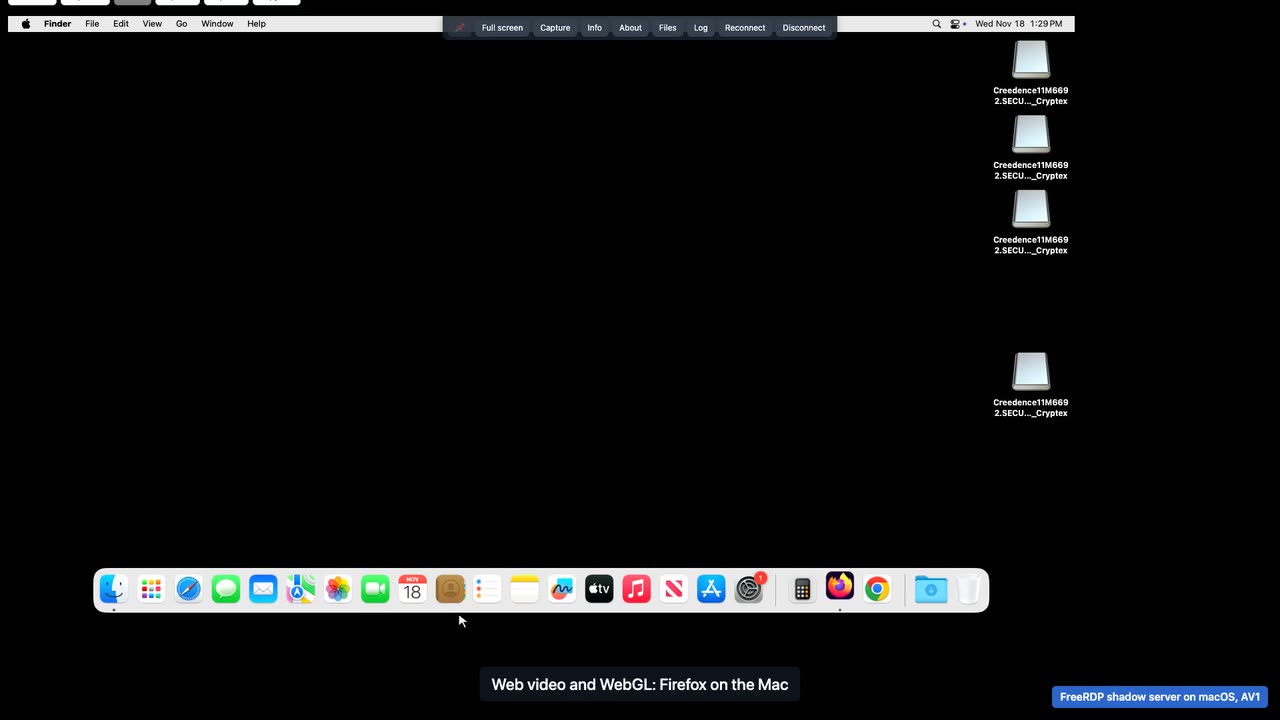 Finder File Edit View Go Window Help
Full screen Capture Info About Files Log Reconnect Disconnect
Wed Nov 18 1:29 PM
Creedence11M669
2.SECU..._Cryptex
Creedence11M669
2.SECU..._Cryptex
Creedence11M669
2.SECU..._Cryptex
Creedence11M669
2.SECU..._Cryptex
NOV
18
tv
1
Web video and WebGL: Firefox on the Mac
FreeRDP shadow server on macOS, AV1